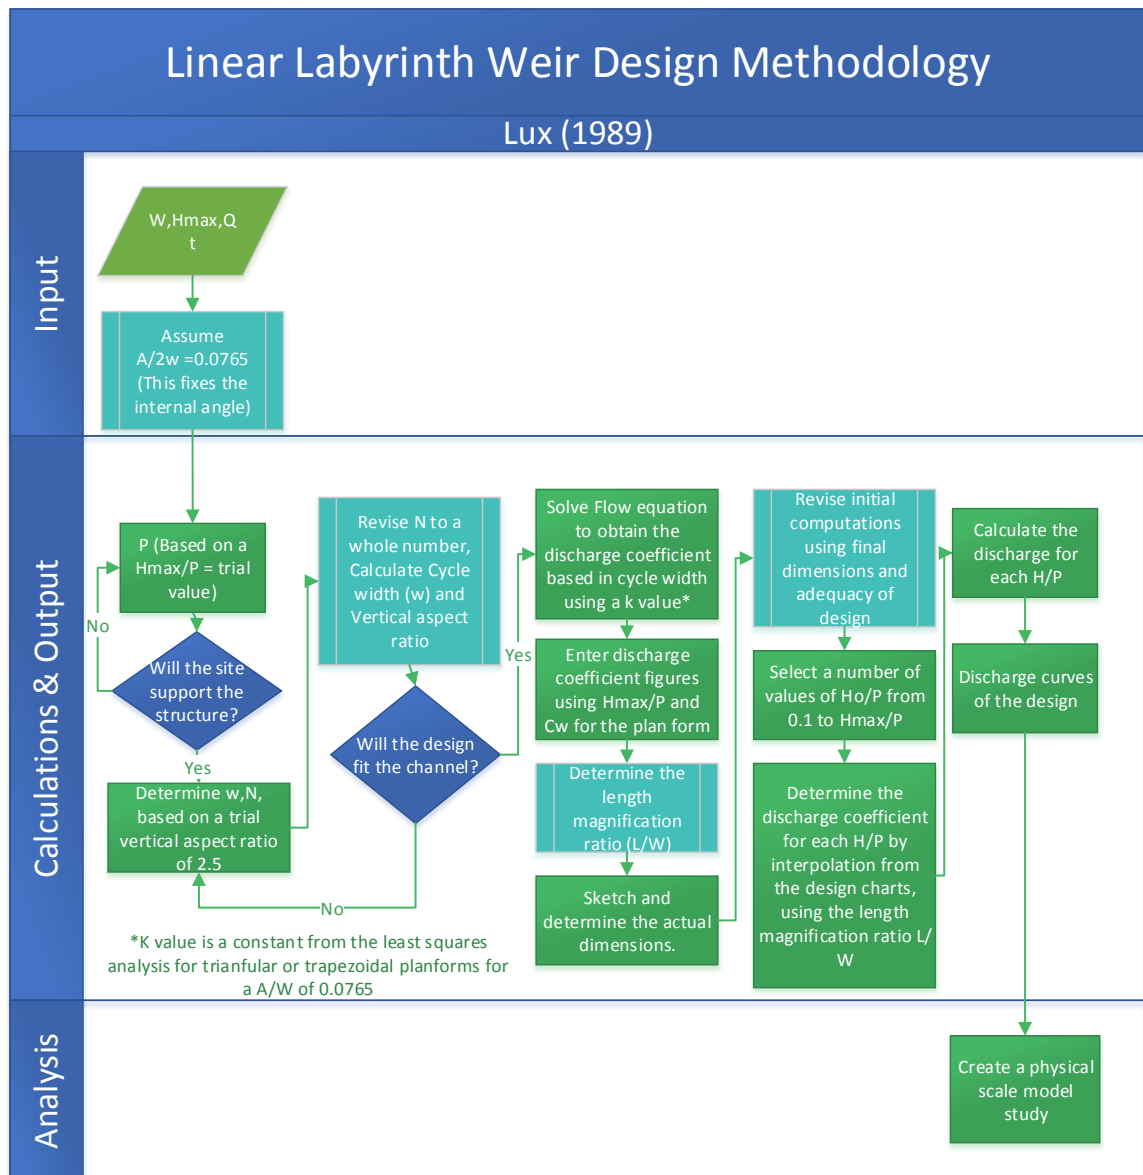 Linear Labyrinth Weir Design Methodology
Lux (1989)
Input
W,Hmax,Q
t
Assume
A/2w =0.0765
(This fixes the
internal angle)
Calculations & Output
P (Based on a
Hmax/P = trial
value)
No
Will the site
support the
structure?
Yes
Determine w,N,
based on a trial
vertical aspect ratio
of 2.5
Revise N to a
whole number,
Calculate Cycle
width (w) and
Vertical aspect
ratio
Will the design
fit the channel?
Yes
No
Solve Flow equation
to obtain the
discharge coefficient
based in cycle width
using a k value*
Enter discharge
coefficient figures
using Hmax/P and
Cw for the plan form
Determine the
length
magnification
ratio (L/W)
Sketch and
determine the actual
dimensions.
Revise initial
computations
using final
dimensions and
adequacy of
design
Select a number of
values of Ho/P from
0.1 to Hmax/P
Determine the
discharge coefficient
for each H/P by
interpolation from
the design charts,
using the length
magnification ratio L/
W
Calculate the
discharge for
each H/P
Discharge curves
of the design
*K value is a constant from the least squares
analysis for trianfular or trapezoidal planforms for
a A/W of 0.0765
Analysis
Create a physical
scale model
study